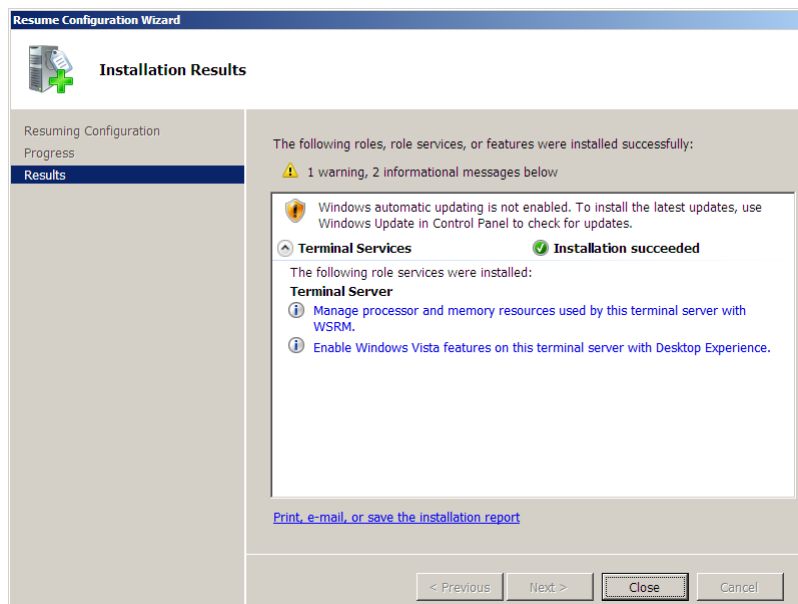 Resume Configuration Wizard
Installation Results
Resuming Configuration
Progress
Results
The following roles, role services, or features were installed successfully:
1 warning, 2 informational messages below
Windows automatic updating is not enabled. To install the latest updates, use
Windows Update in Control Panel to check for updates.
Terminal Services Installation succeeded
The following role services were installed:
Terminal Server
Manage processor and memory resources used by this terminal server with
WSRM.
Enable Windows Vista features on this terminal server with Desktop Experience.
Print, e-mail, or save the installation report
< Previous Next > Close Cancel